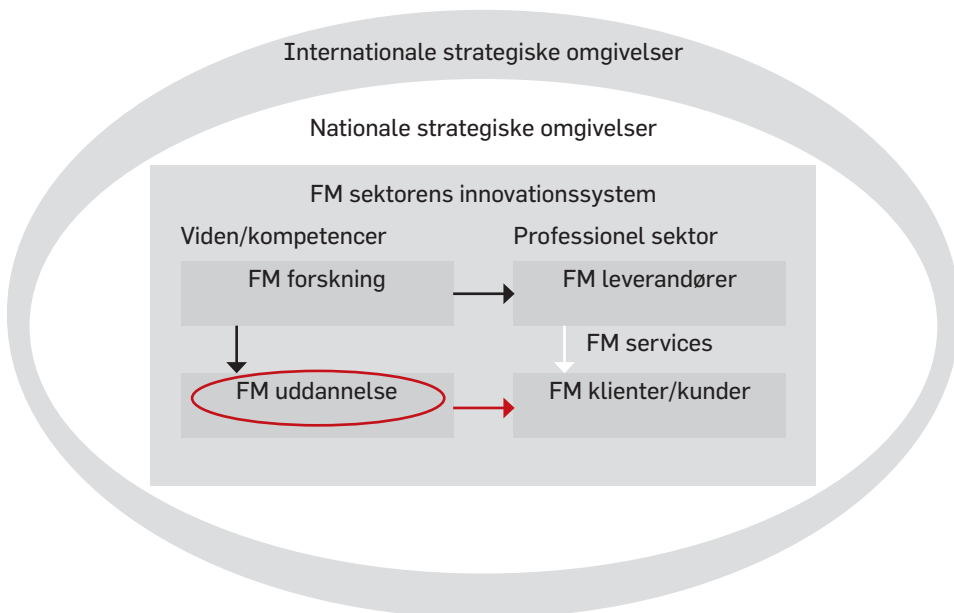 Internationale strategiske omgivelser
Nationale strategiske omgivelser
FM sektorens innovationssystem
Viden/kompetencer
Professionel sektor
FM forskning
FM leverandører
FM services
FM uddannelse
FM klienter/kunder